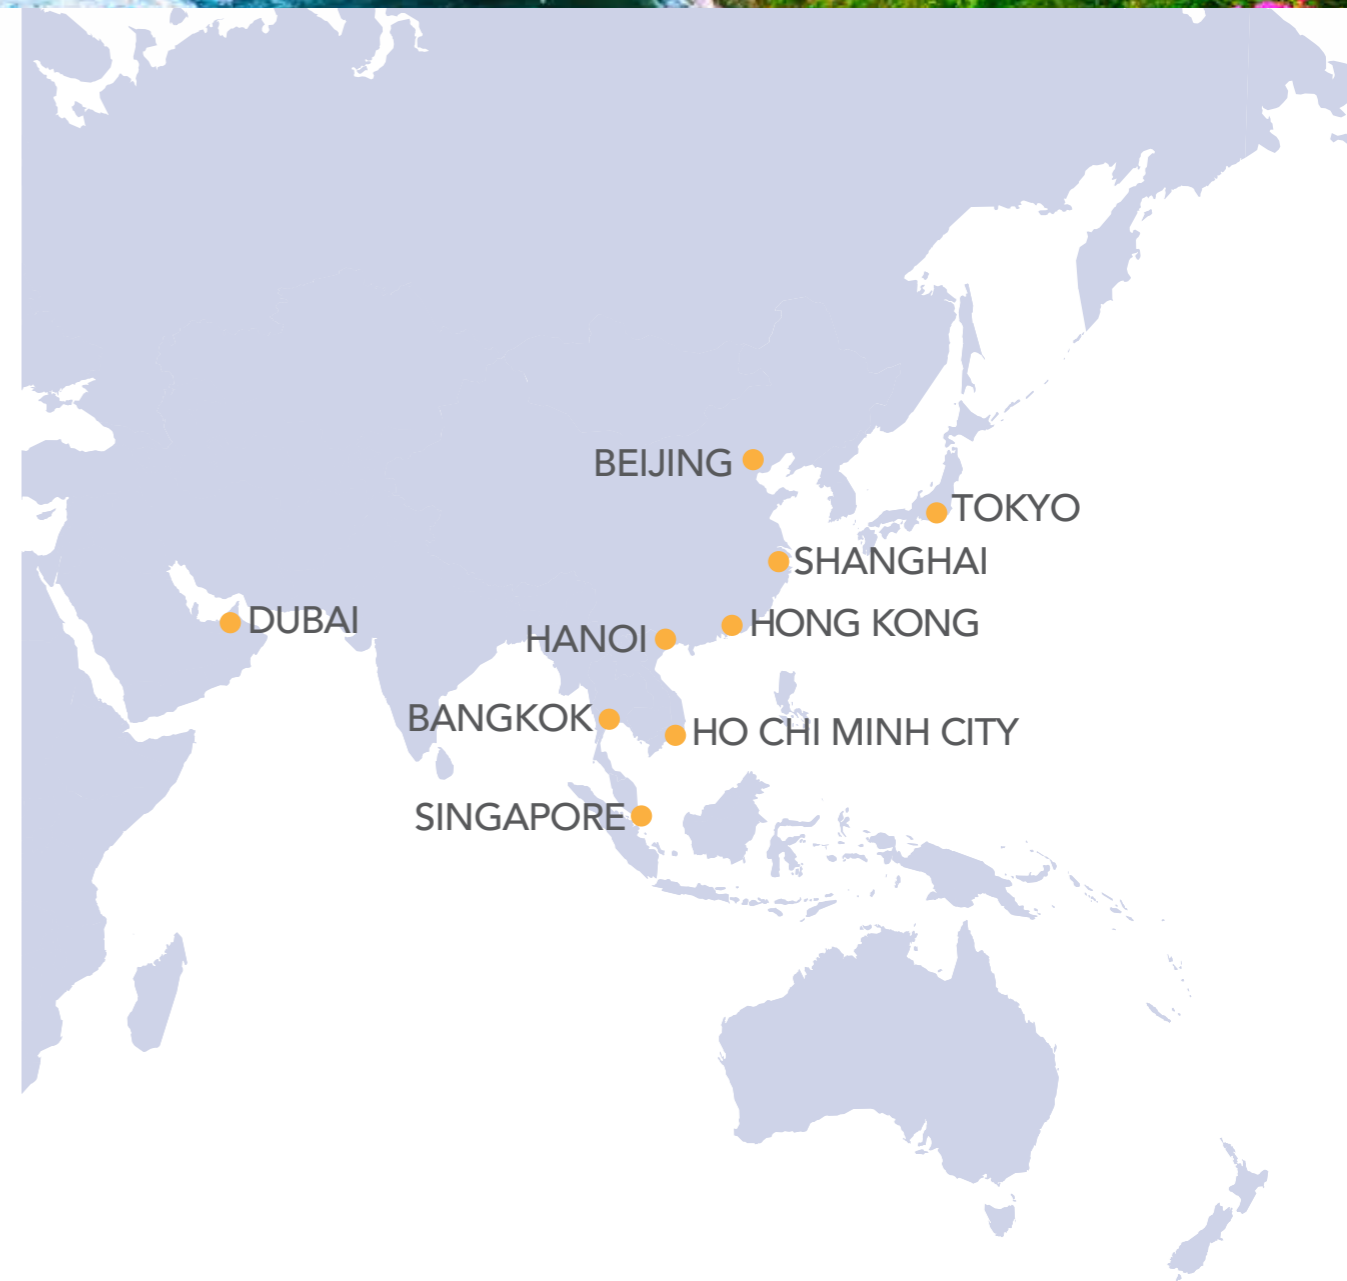 BEIJING
TOKYO
SHANGHAI
DUBAI
HONG KONG
HANOI
BANGKOK
HO CHI MINH CITY
SINGAPORE